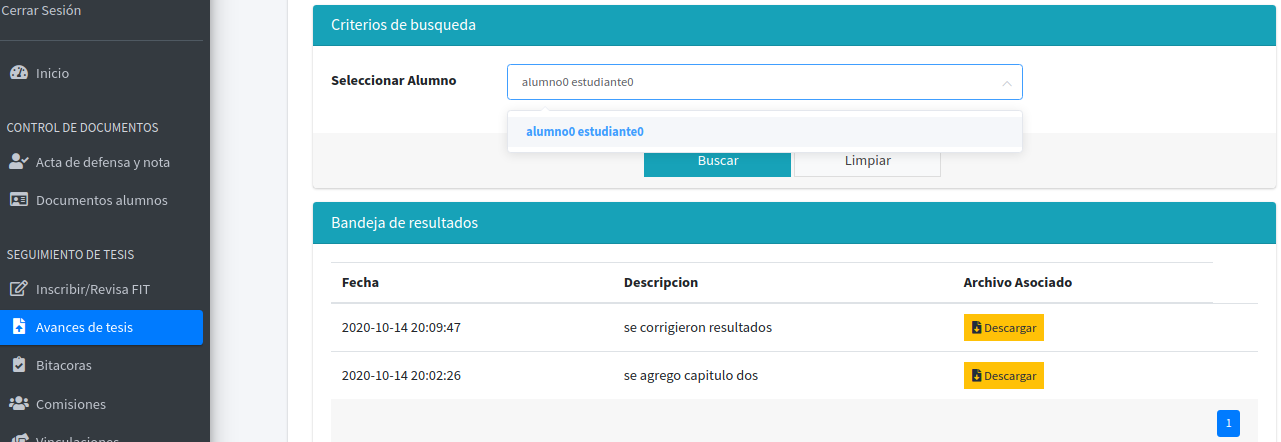 Cerrar Sesión
Inicio
CONTROL DE DOCUMENTOS
Acta de defensa y nota
Documentos alumnos
SEGUIMIENTO DE TESIS
Inscribir/Revisa FIT
Avances de tesis
Bitacoras
Comisiones
Vinculaciones
Criterios de busqueda
Seleccionar Alumno
alumno0 estudiante0
alumno0 estudiante0
Buscar Limpiar
Bandeja de resultados
Fecha Descripcion Archivo Asociado
2020-10-14 20:09:47 se corrigieron resultados Descargar
2020-10-14 20:02:26 se agrego capitulo dos Descargar
1